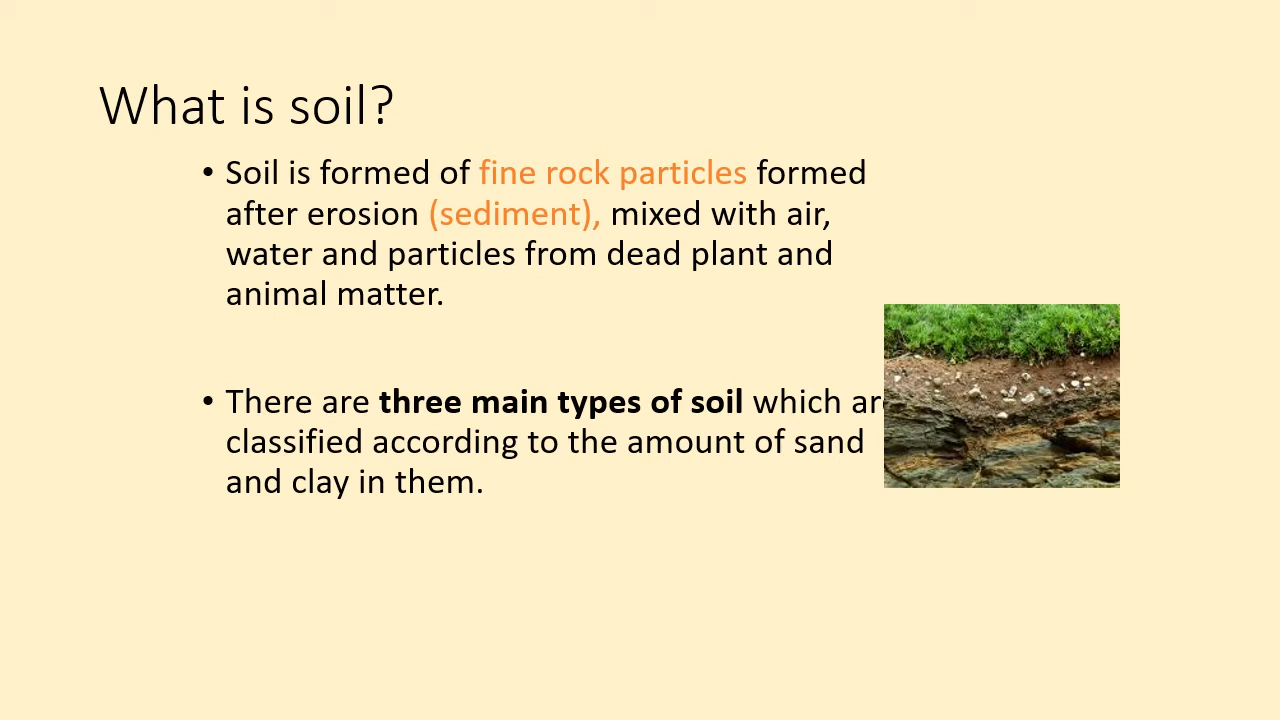 What is soil?
• Soil is formed of fine rock particles formed
after erosion (sediment), mixed with air,
water and particles from dead plant and
animal matter.
• There are three main types of soil which are
classified according to the amount of sand
and clay in them.